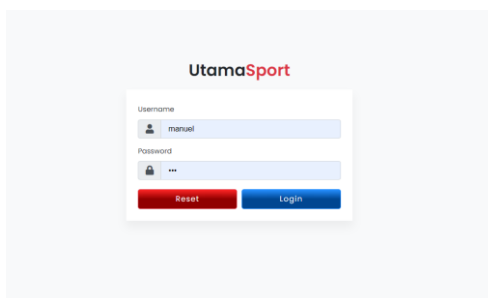 UtamaSport
Username
manuel
Password
•••
Reset Login